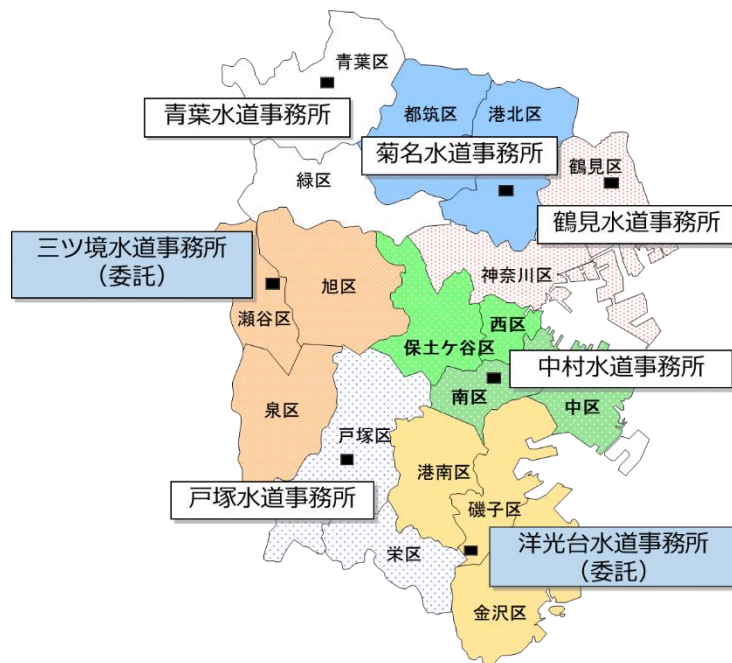 青葉区
青葉水道事務所
都筑区
港北区
菊名水道事務所
鶴見区
緑区
鶴見水道事務所
三ツ境水道事務所
(委託)
旭区
神奈川区
瀬谷区
西区
保土ケ谷区
中村水道事務所
南区
中区
泉区
戸塚区
港南区
戸塚水道事務所
磯子区
洋光台水道事務所
(委託)
栄区
金沢区